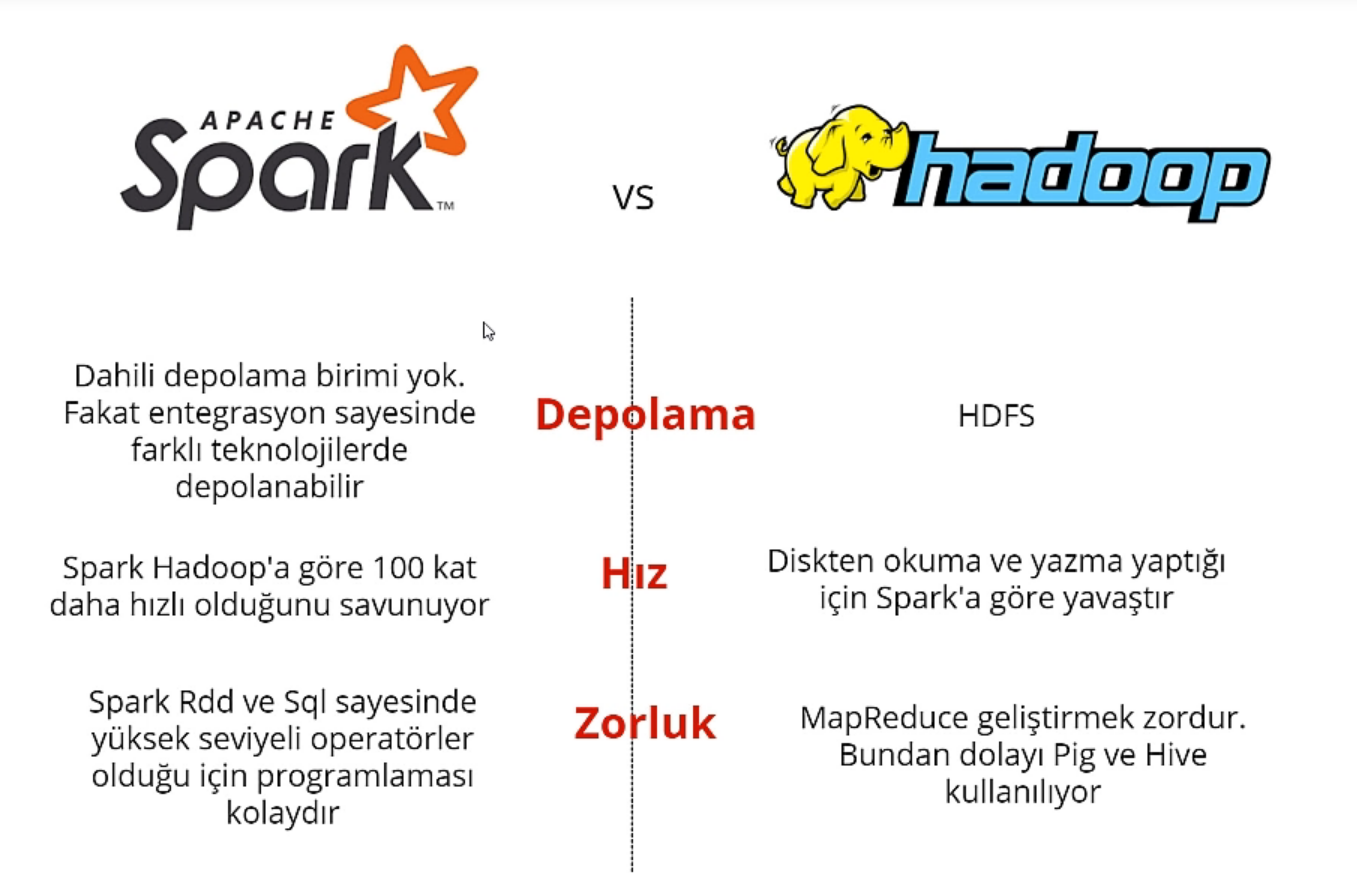 APACHE
Spark™
vs
hadoop
Dahili depolama birimi yok.
Fakat entegrasyon sayesinde
farklı teknolojilerde
depolanabilir
Depolama
HDFS
Spark Hadoop'a göre 100 kat
daha hızlı olduğunu savunuyor
Hız
Diskten okuma ve yazma yaptığı
için Spark'a göre yavaştır
Spark Rdd ve Sql sayesinde
yüksek seviyeli operatörler
olduğu için programlaması
kolaydır
Zorluk
MapReduce geliştirmek zordur.
Bundan dolayı Pig ve Hive
kullanılıyor